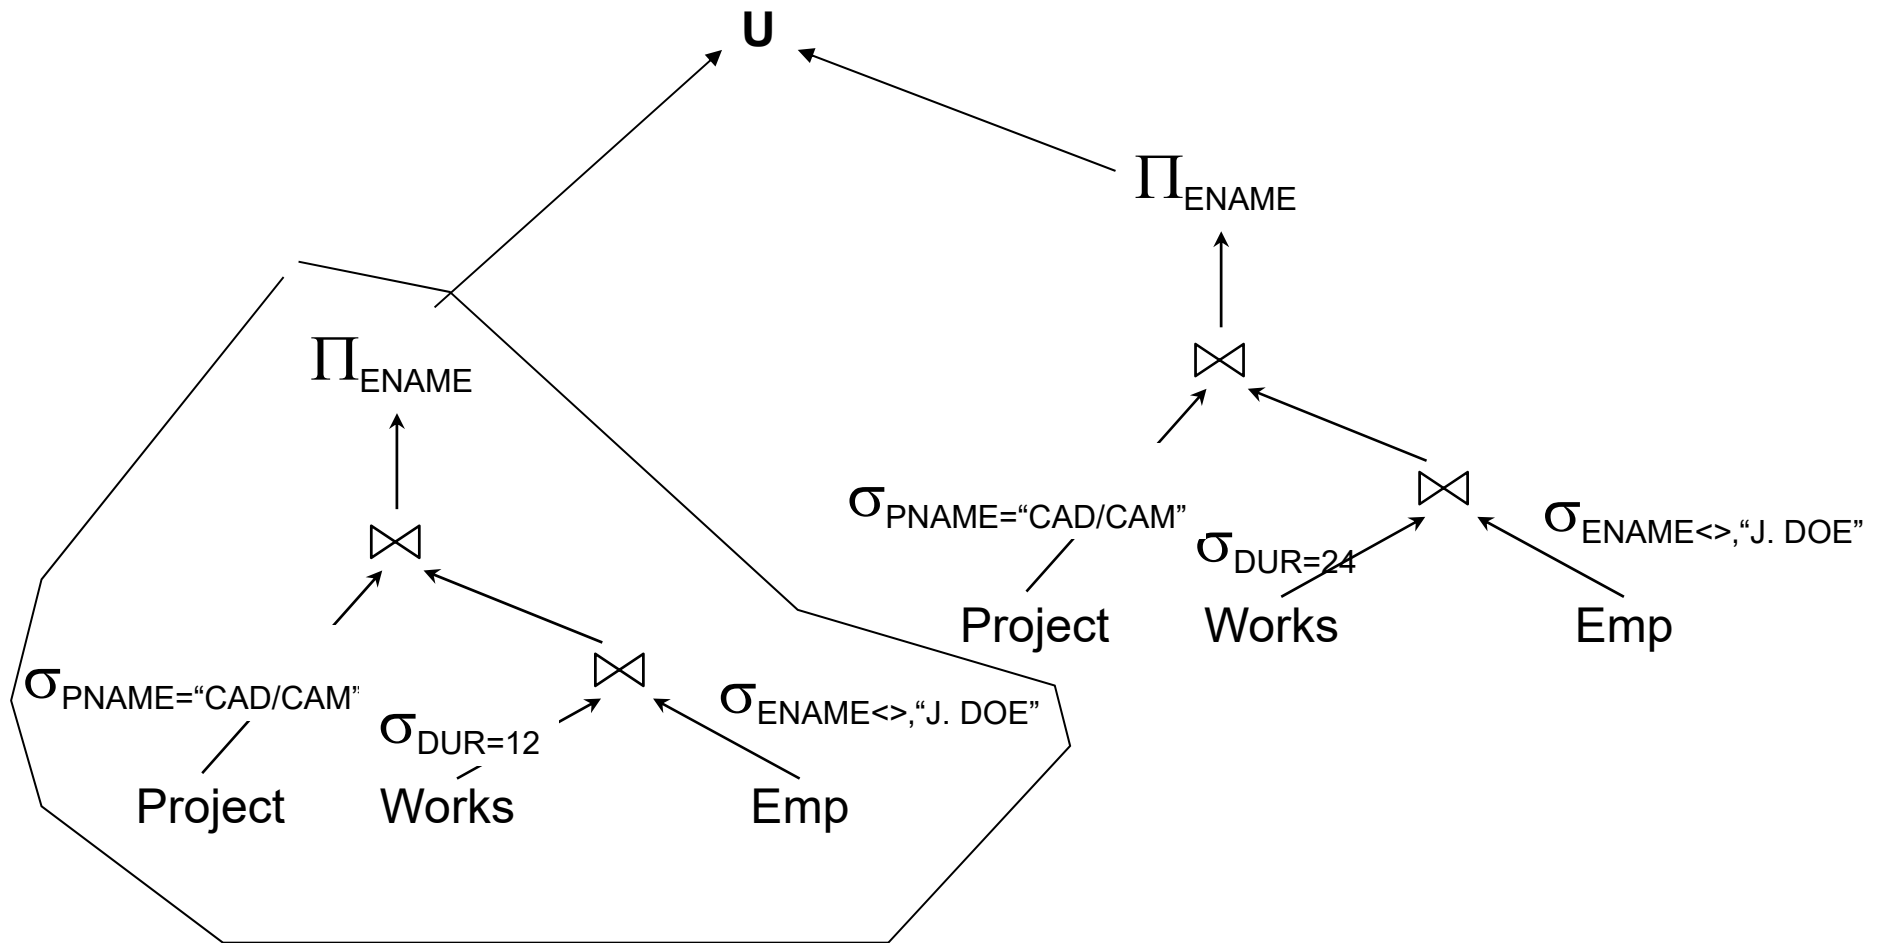 U
ΠENAME
ΠENAME
⋈
⋈
σPNAME=“CAD/CAM”
σDUR=24
⋈
σENAME<>,“J. DOE”
Project
Works
Emp
⋈
σPNAME=“CAD/CAM”
σDUR=12
σENAME<>,“J. DOE”
Project
Works
Emp